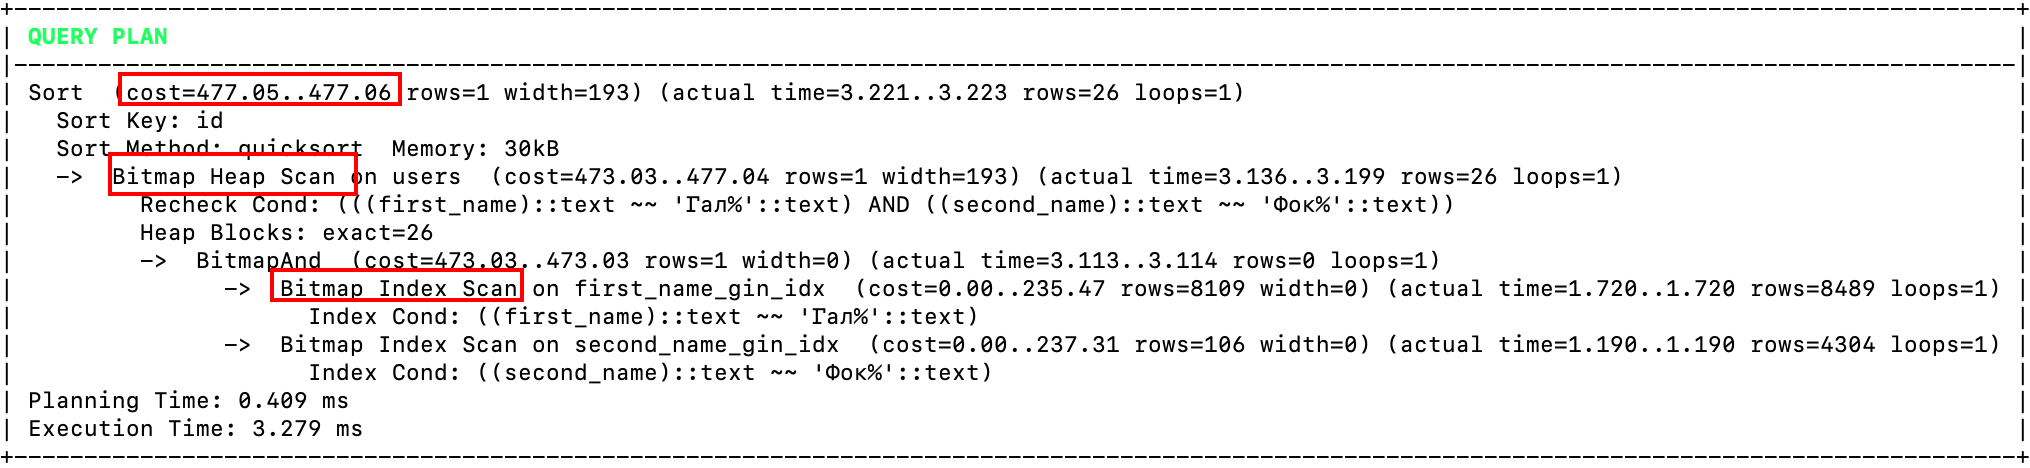 QUERY PLAN
Sort (cost=477.05..477.06 rows=1 width=193) (actual time=3.221..3.223 rows=26 loops=1)
Sort Key: id
Sort Method: quicksort Memory: 30kB
-> Bitmap Heap Scan on users (cost=473.03..477.04 rows=1 width=193) (actual time=3.136..3.199 rows=26 loops=1)
Recheck Cond: (((first_name)::text ~~ 'Гал%'::text) AND ((second_name)::text ~~ 'Фок%'::text))
Heap Blocks: exact=26
-> BitmapAnd (cost=473.03..473.03 rows=1 width=0) (actual time=3.113..3.114 rows=0 loops=1)
-> Bitmap Index Scan on first_name_gin_idx (cost=0.00..235.47 rows=8109 width=0) (actual time=1.720..1.720 rows=8489 loops=1)
Index Cond: ((first_name)::text ~~ 'Гал%'::text)
-> Bitmap Index Scan on second_name_gin_idx (cost=0.00..237.31 rows=106 width=0) (actual time=1.190..1.190 rows=4304 loops=1)
Index Cond: ((second_name)::text ~~ 'Фок%'::text)
Planning Time: 0.409 ms
Execution Time: 3.279 ms